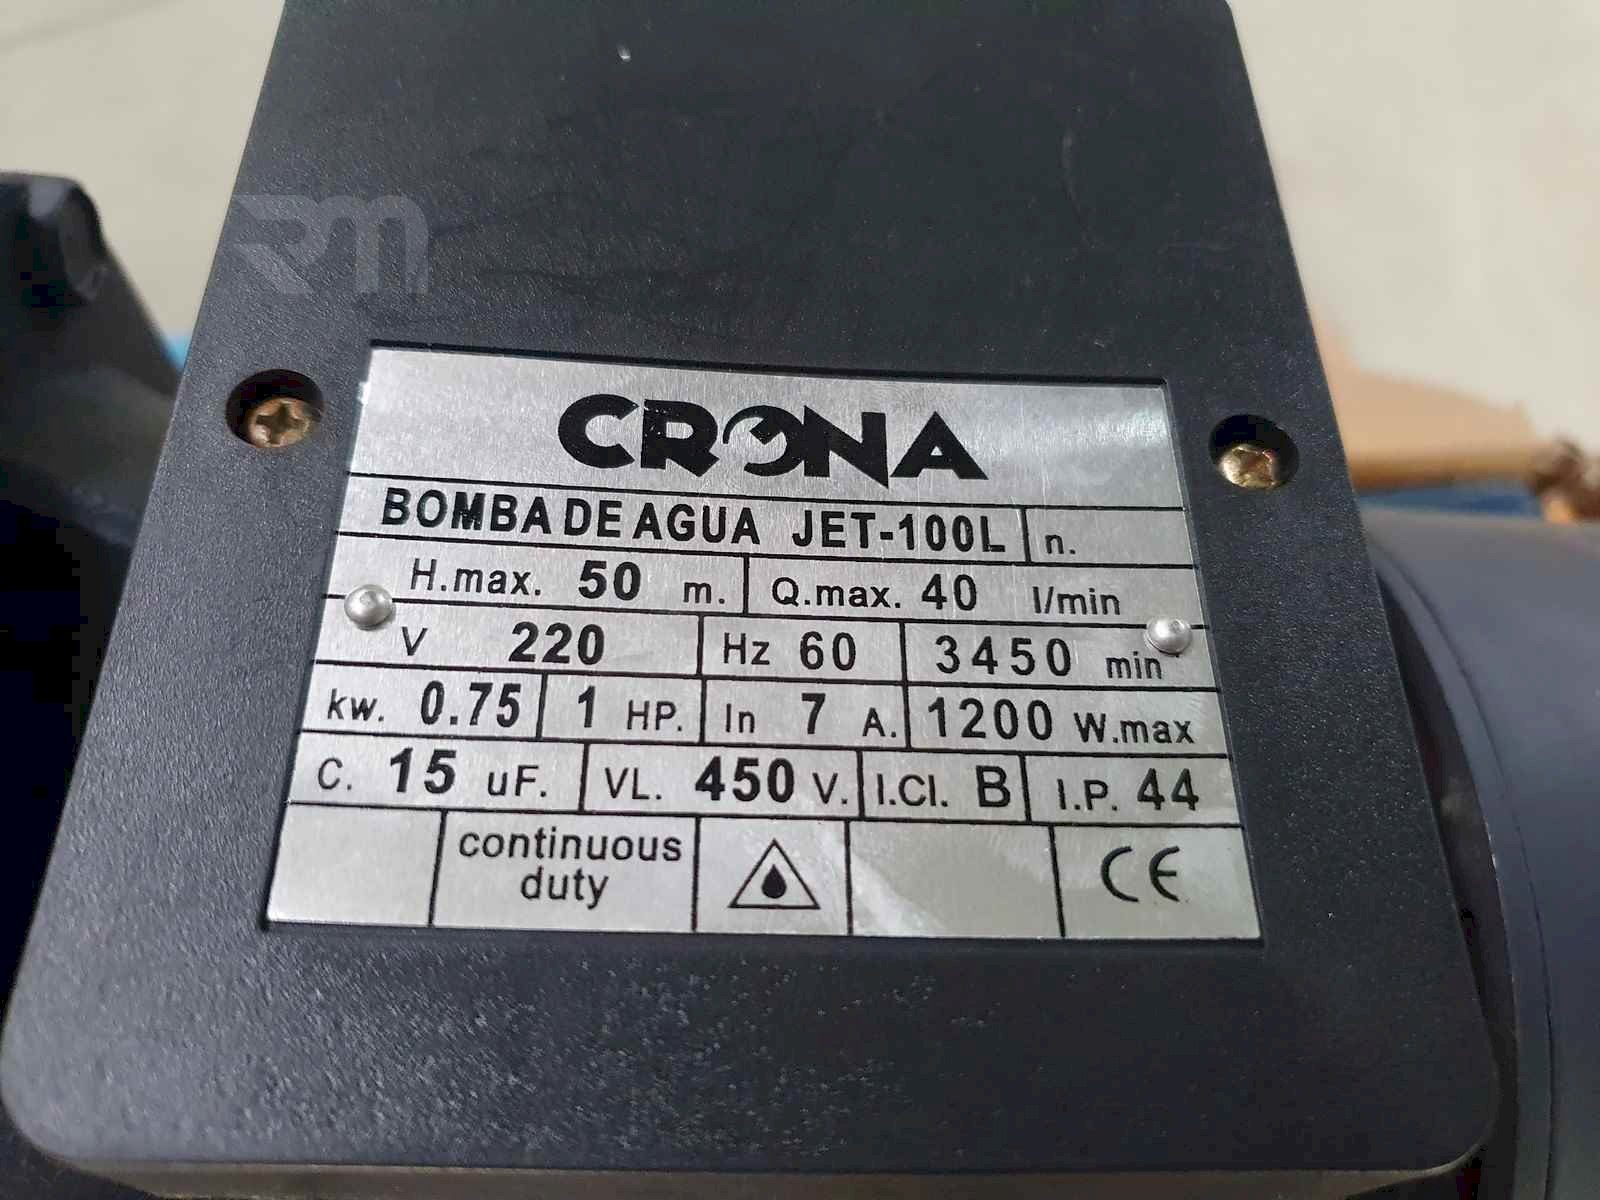 RM
CRONA
BOMBA DE AGUA JET-100L n.
H.max. 50 m. Q.max. 40 l/min
V 220 Hz 60 3450 min
kw. 0.75 1 HP. In 7 A. 1200 W.max
C. 15 uF. VL. 450 V. I.Cl. B I.P. 44
continuous
duty
CE